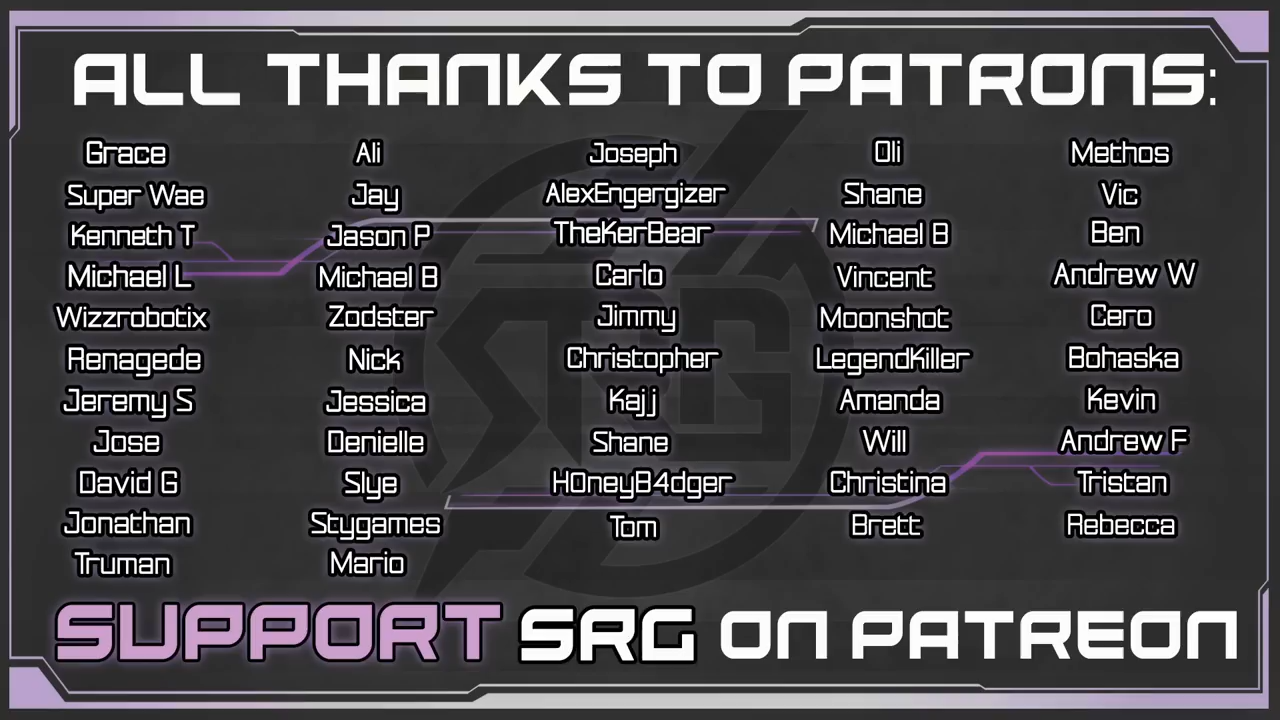 ALL THANKS TO PATRONS:
Grace Ali Joseph Oli Methos
Super Wae Jay AlexEngergizer Shane Vic
Kenneth T Jason P TheKerBear Michael B Ben
Michael L Michael B Carlo Vincent Andrew W
Wizzrobotix Zodster Jimmy Moonshot Cero
Renagede Nick Christopher LegendKiller Bohaska
Jeremy S Jessica Kajj Amanda Kevin
Jose Denielle Shane Will Andrew F
David G Slye H0neyB4dger Christina Tristan
Jonathan Stygames Tom Brett Rebecca
Truman Mario
SUPPORT SRG ON PATREON
SRG